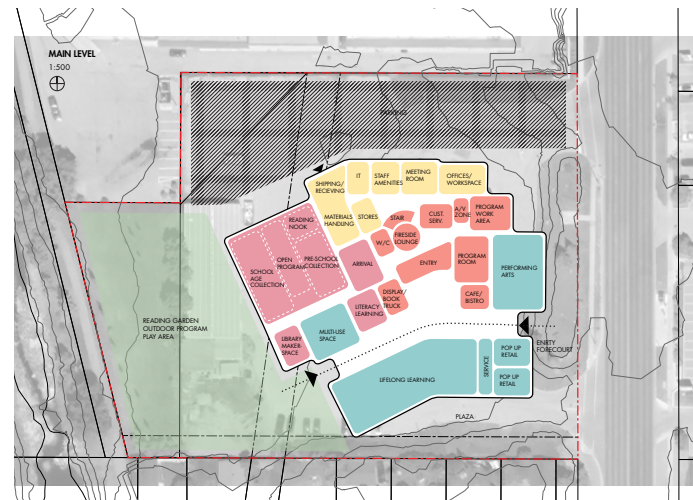 MAIN LEVEL
1:500
PARKING
SHIPPING/
RECIEVING
IT
STAFF
AMENITIES
MEETING
ROOM
OFFICES/
WORKSPACE
MATERIALS
HANDLING
STORES
READING
NOOK
STAIR
CUST.
SERV.
A/V
ZONE
PROGRAM
WORK
AREA
W/C
FIRESIDE
LOUNGE
SCHOOL
AGE
COLLECTION
OPEN
PROGRAM
PRE-SCHOOL
COLLECTION
ARRIVAL
ENTRY
PROGRAM
ROOM
PERFORMING
ARTS
DISPLAY/
BOOK
TRUCK
CAFE/
BISTRO
LITERACY
LEARNING
READING GARDEN
OUTDOOR PROGRAM
PLAY AREA
LIBRARY
MAKER-
SPACE
MULTI-USE
SPACE
ENRTY
FORECOURT
LIFELONG LEARNING
SERVICE
POP UP
RETAIL
POP UP
RETAIL
PLAZA